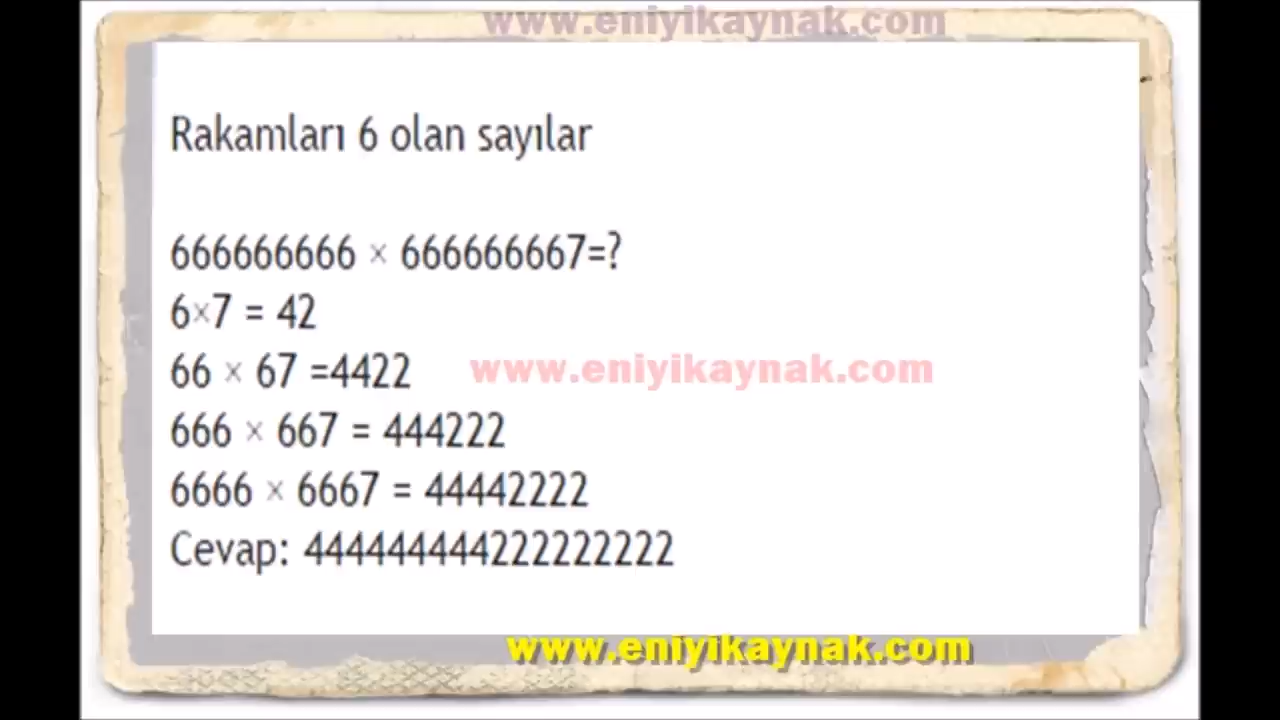 www.eniyikaynak.com
Rakamları 6 olan sayılar
666666666 × 666666667=?
6×7 = 42
66 × 67 =4422
www.eniyikaynak.com
666 × 667 = 444222
6666 × 6667 = 44442222
Cevap: 444444444222222222
www.eniyikaynak.com